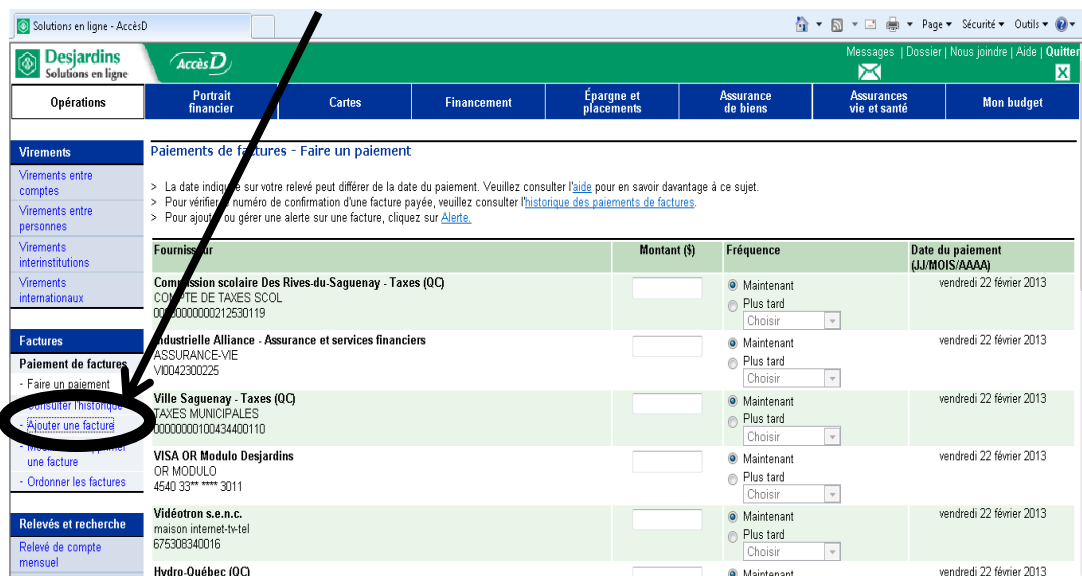 Solutions en ligne - AccèsD
Page Sécurité Outils
Desjardins
Solutions en ligne
AccèsD
Messages | Dossier | Nous joindre | Aide | Quitter
X
Opérations
Portrait financier
Cartes
Financement
Épargne et placements
Assurance de biens
Assurances vie et santé
Mon budget
Virements
Virements entre
comptes
Virements entre
personnes
Virements
interinstitutions
Virements
internationaux
Factures
Paiement de factures
- Faire un paiement
- Consulter l'historique
- Ajouter une facture
une facture
- Ordonner les factures
Relevés et recherche
Relevé de compte
mensuel
Paiements de factures - Faire un paiement
> La date indiquée sur votre relevé peut différer de la date du paiement. Veuillez consulter l'aide pour en savoir davantage à ce sujet.
> Pour vérifier le numéro de confirmation d'une facture payée, veuillez consulter l'historique des paiements de factures.
> Pour ajouter ou gérer une alerte sur une facture, cliquez sur Alerte.
Fournisseur Montant ($) Fréquence Date du paiement
(JJ/MOIS/AAAA)
Commission scolaire Des Rives-du-Saguenay - Taxes (QC)
COMPTE DE TAXES SCOL
0000000000212530119
Maintenant vendredi 22 février 2013
Plus tard
Choisir
Industrielle Alliance - Assurance et services financiers
ASSURANCE-VIE
VI0042300225
Maintenant vendredi 22 février 2013
Plus tard
Choisir
Ville Saguenay - Taxes (QC)
TAXES MUNICIPALES
00000000100434400110
Maintenant vendredi 22 février 2013
Plus tard
Choisir
VISA OR Modulo Desjardins
OR MODULO
4540 33** **** 3011
Maintenant vendredi 22 février 2013
Plus tard
Choisir
Vidéotron s.e.n.c.
maison internet-tv-tel
675308340016
Maintenant vendredi 22 février 2013
Plus tard
Choisir
Hydro-Québec (QC)
Maintenant vendredi 22 février 2013